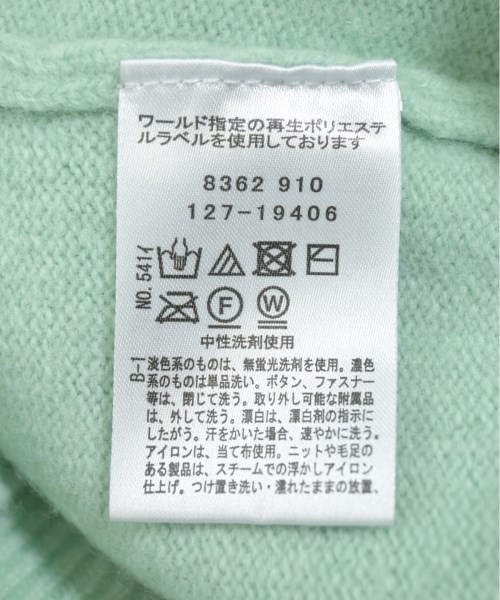 ワールド指定の再生ポリエステ
ルラベルを使用しております
8362 910
127-19406
NO.541イ
F
W
中性洗剤使用
B-1
淡色系のものは、無蛍光洗剤を使用。濃色
系のものは単品洗い。ボタン、ファスナー
等は、閉じて洗う。取り外し可能な附属品
は、外して洗う。漂白は、漂白剤の指示に
したがう。汗をかいた場合、速やかに洗う。
アイロンは、当て布使用。ニットや毛足の
ある製品は、スチームでの浮かしアイロン
仕上げ。つけ置き洗い・濡れたままの放置、